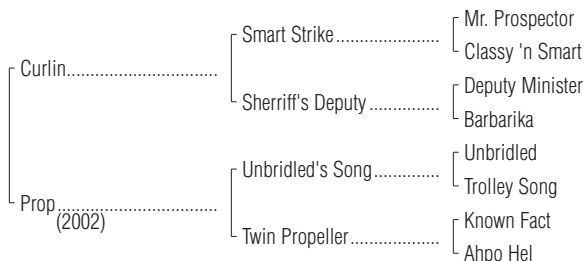 Mr. Prospector
Smart Strike....................
Classy 'n Smart
Curlin.............................
Deputy Minister
Sherriff's Deputy .............
Barbarika
Unbridled
Unbridled's Song.............
Trolley Song
Prop...............................
(2002)
Known Fact
Twin Propeller.................
Ahpo Hel